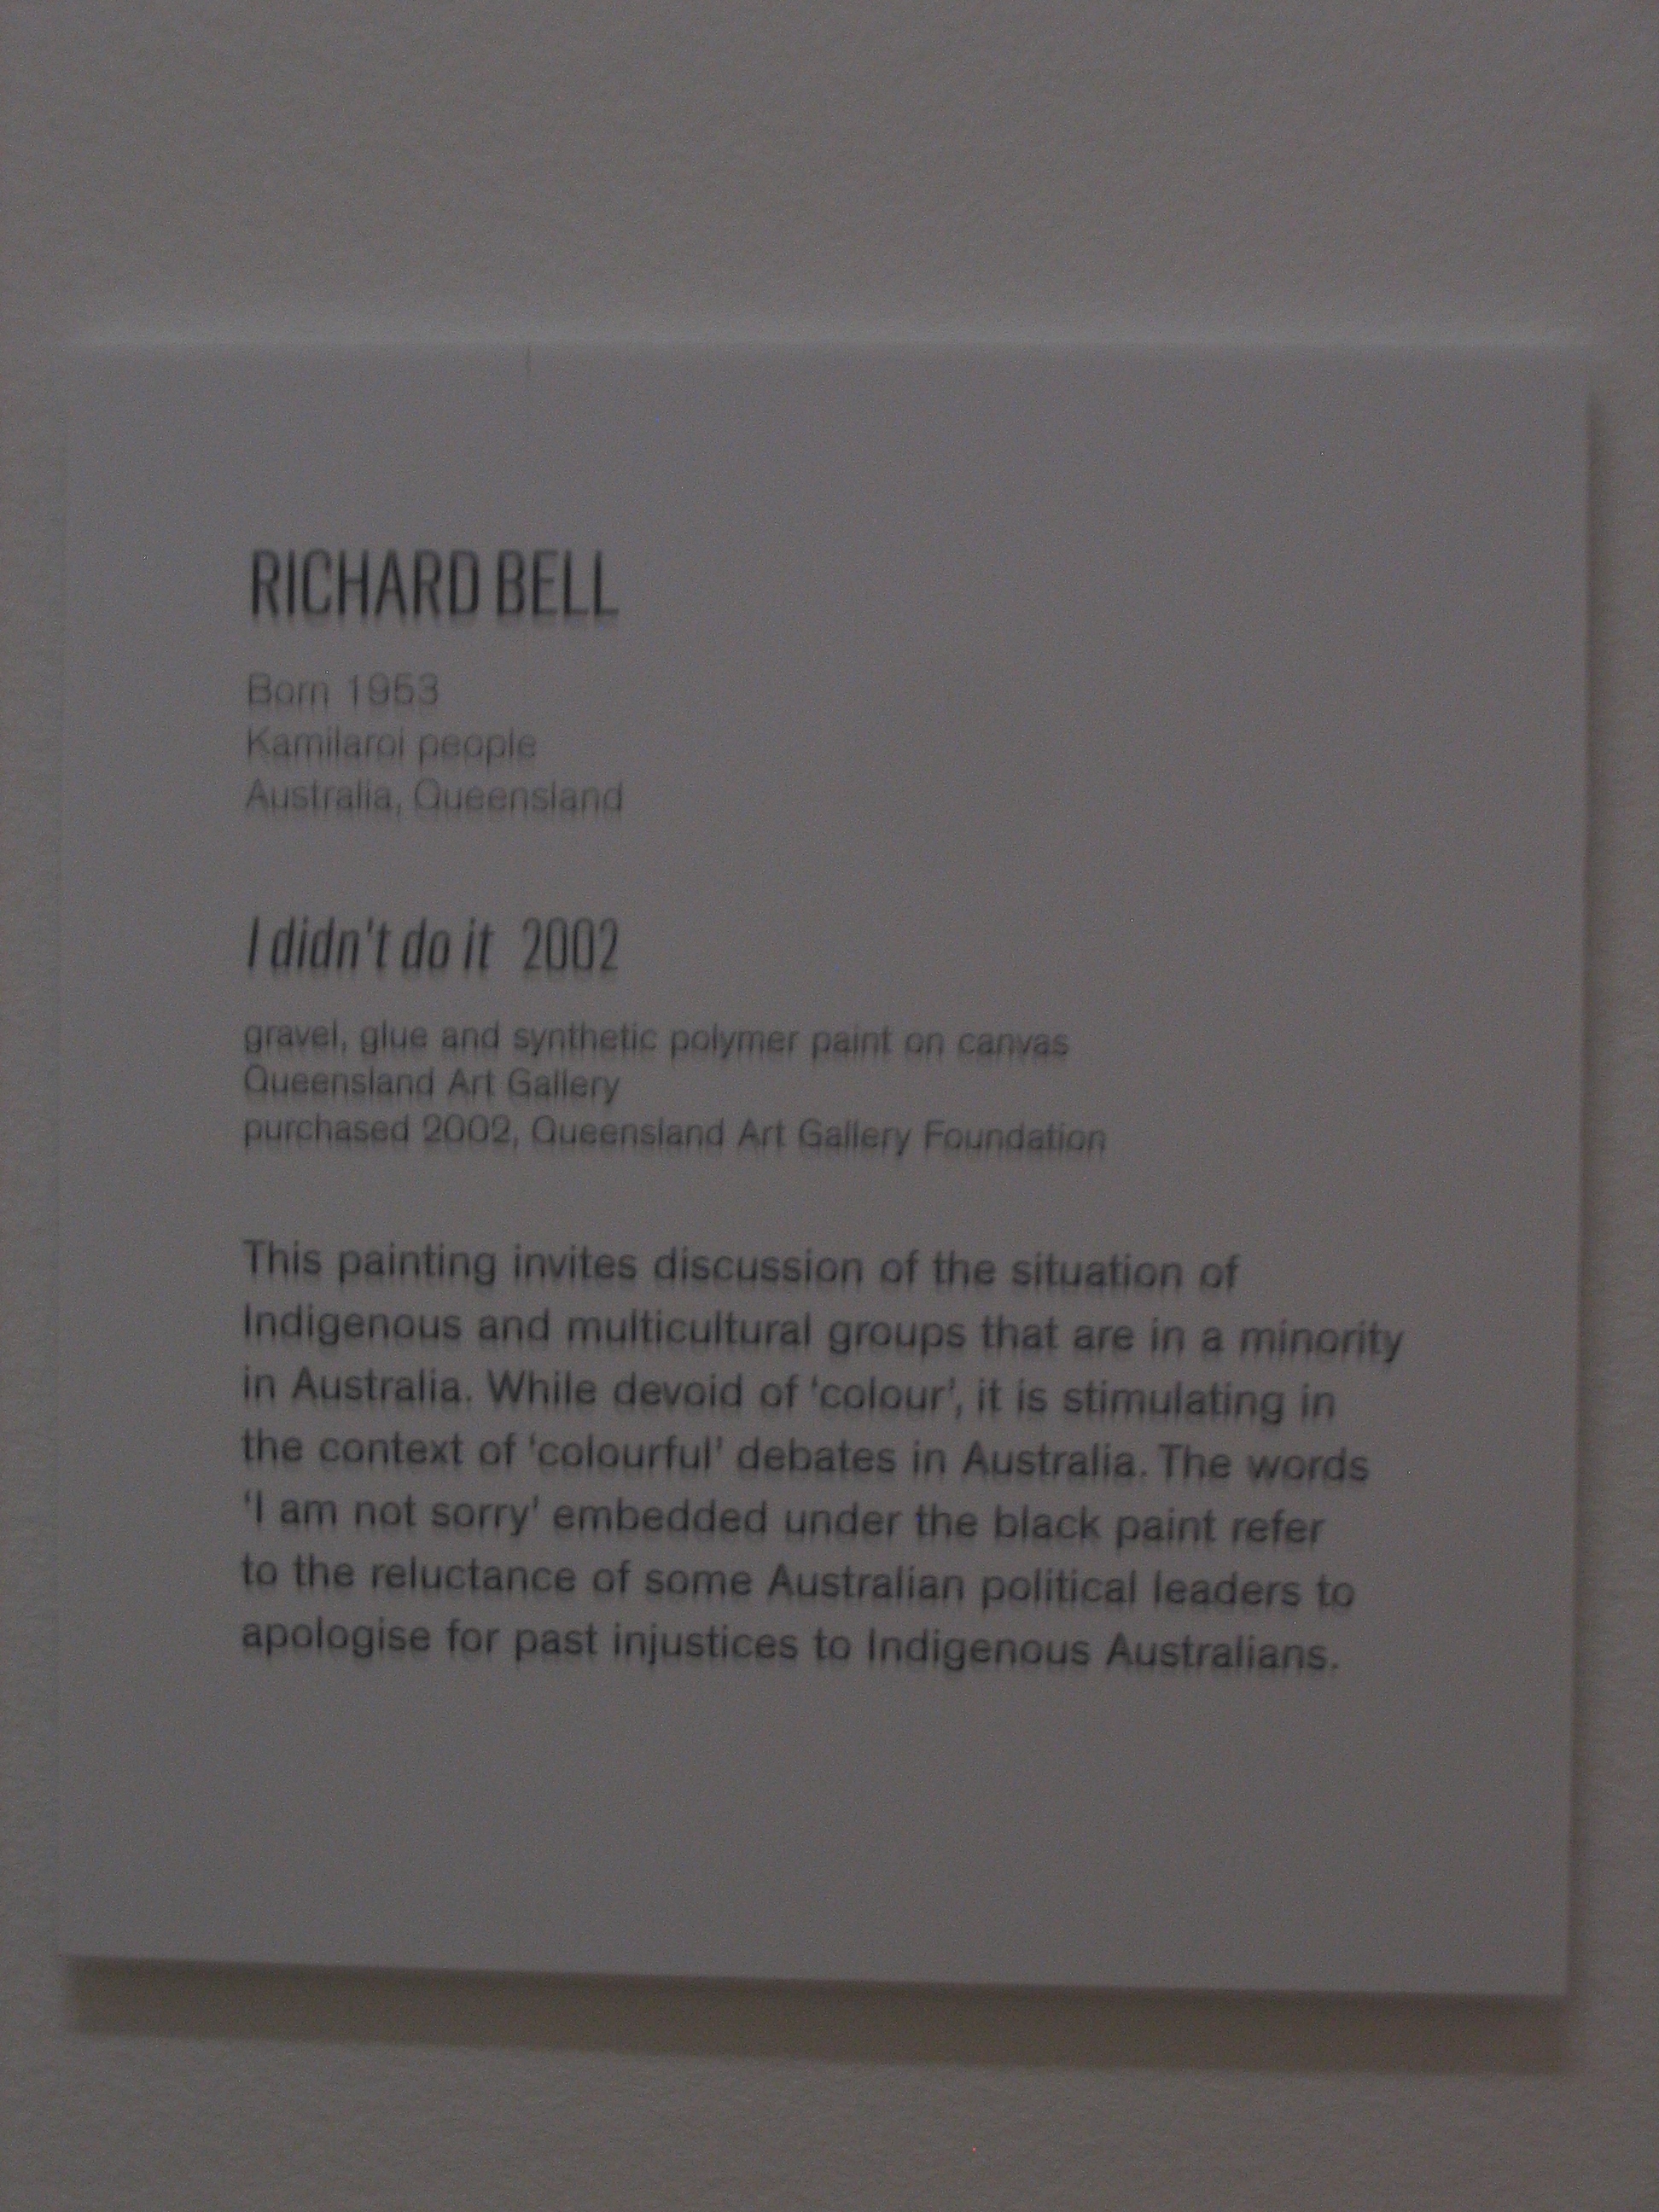 RICHARD BELL
Born 1953
Kamilaroi people
Australia, Queensland
I didn't do it 2002
gravel, glue and synthetic polymer paint on canvas
Queensland Art Gallery
purchased 2002, Queensland Art Gallery Foundation
This painting invites discussion of the situation of
Indigenous and multicultural groups that are in a minority
in Australia. While devoid of ‘colour’, it is stimulating in
the context of ‘colourful’ debates in Australia. The words
‘I am not sorry’ embedded under the black paint refer
to the reluctance of some Australian political leaders to
apologise for past injustices to Indigenous Australians.